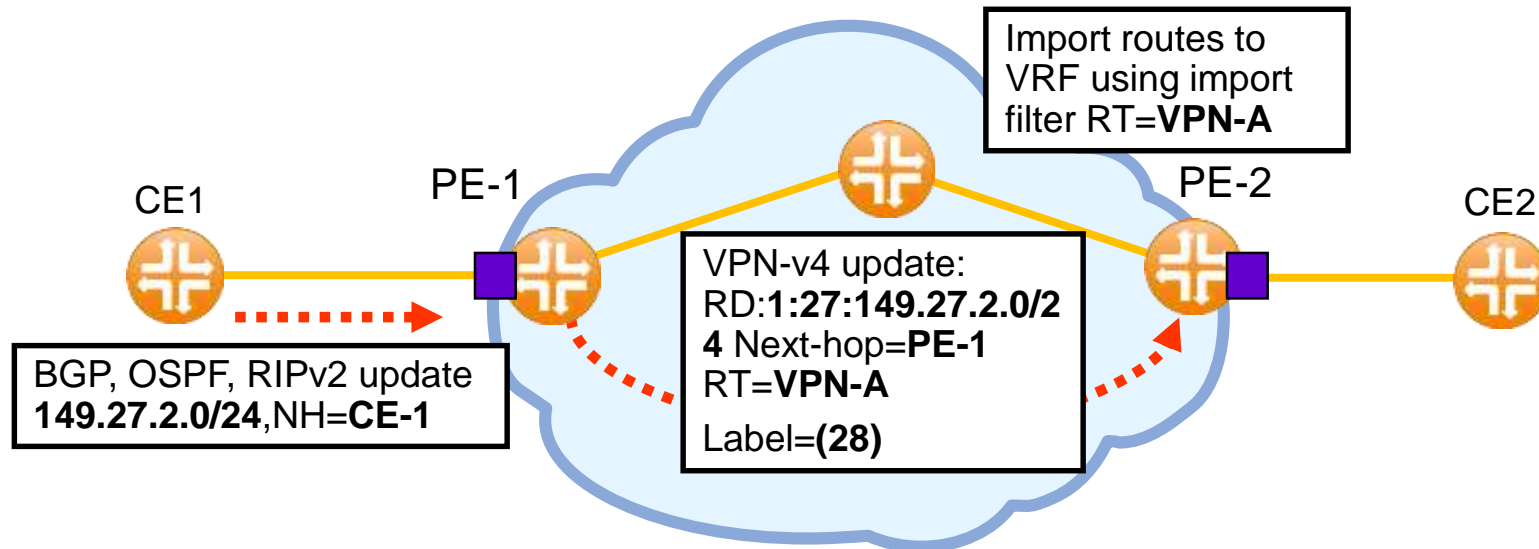 Import routes to
VRF using import
filter RT=VPN-A
PE-1
PE-2
CE1
CE2
VPN-v4 update:
RD:1:27:149.27.2.0/2
4 Next-hop=PE-1
RT=VPN-A
Label=(28)
BGP, OSPF, RIPv2 update
149.27.2.0/24,NH=CE-1